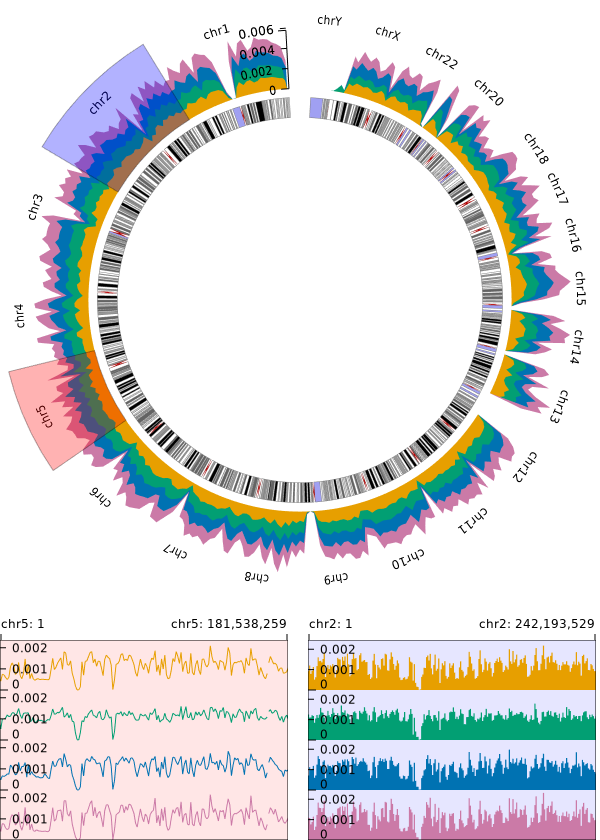 chrY
chr1
0.006
chrX
0.004
chr22
0.002
0
chr2
chr20
chr18
chr17
chr3
chr16
chr15
chr4
chr14
chr5
chr13
chr12
chr6
chr11
chr7
chr10
chr8
chr9
chr5: 1
chr5: 181,538,259
chr2: 1
chr2: 242,193,529
0.002
0.001
0
0.002
0.001
0
0.002
0.001
0
0.002
0.001
0
0.002
0.001
0
0.002
0.001
0
0.002
0.001
0
0.002
0.001
0